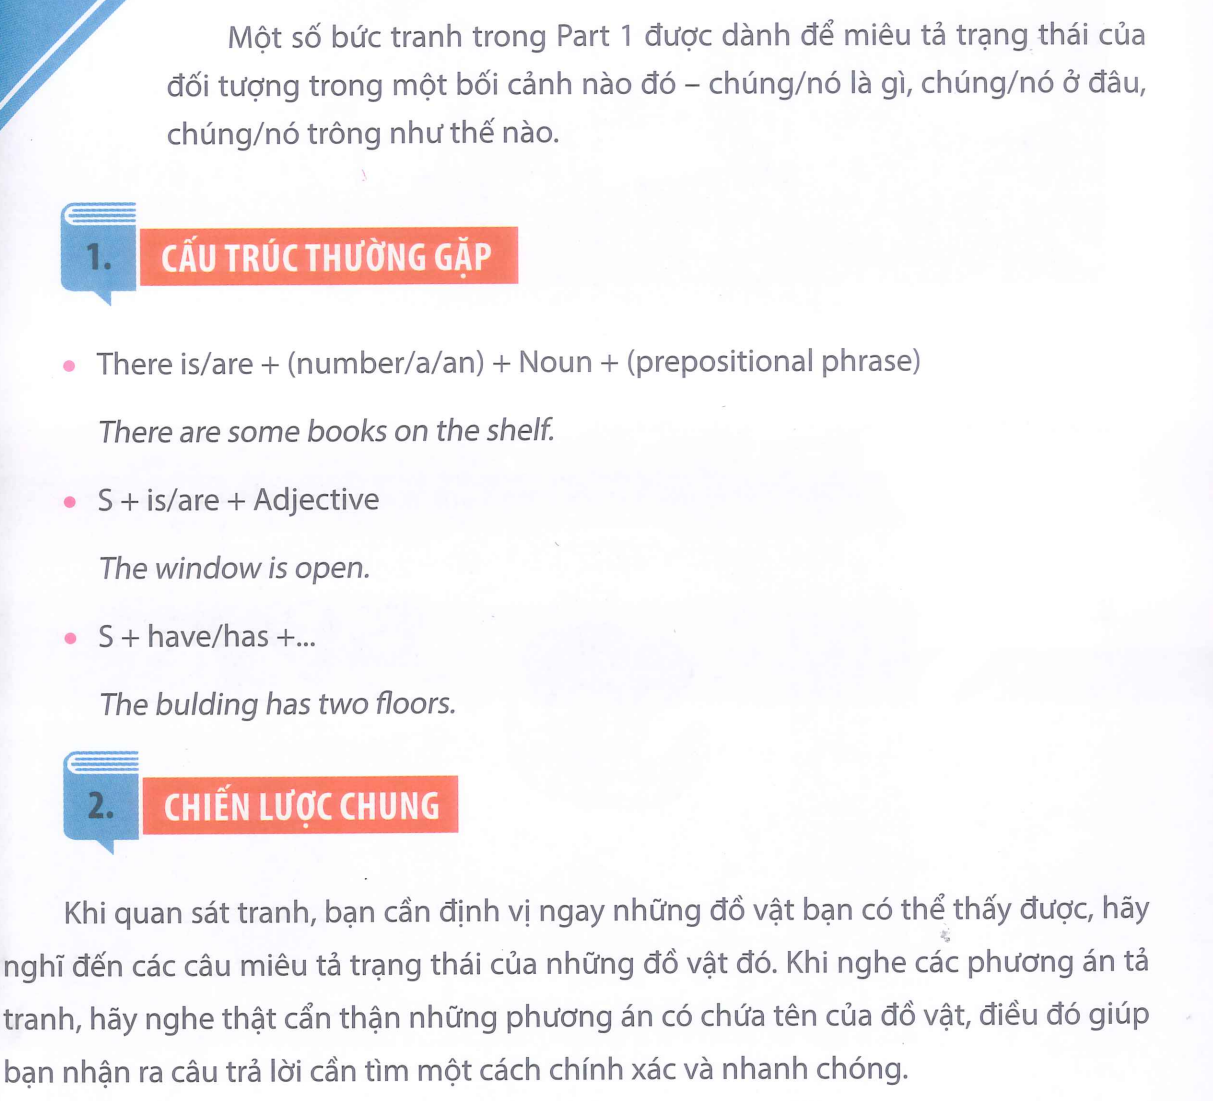 Một số bức tranh trong Part 1 được dành để miêu tả trạng thái của
đối tượng trong một bối cảnh nào đó – chúng/nó là gì, chúng/nó ở đâu,
chúng/nó trông như thế nào.
1. CẤU TRÚC THƯỜNG GẶP
• There is/are + (number/a/an) + Noun + (prepositional phrase)
There are some books on the shelf.
• S + is/are + Adjective
The window is open.
• S + have/has +...
The bulding has two floors.
2. CHIẾN LƯỢC CHUNG
Khi quan sát tranh, bạn cần định vị ngay những đồ vật bạn có thể thấy được, hãy
nghĩ đến các câu miêu tả trạng thái của những đồ vật đó. Khi nghe các phương án tả
tranh, hãy nghe thật cẩn thận những phương án có chứa tên của đồ vật, điều đó giúp
bạn nhận ra câu trả lời cần tìm một cách chính xác và nhanh chóng.